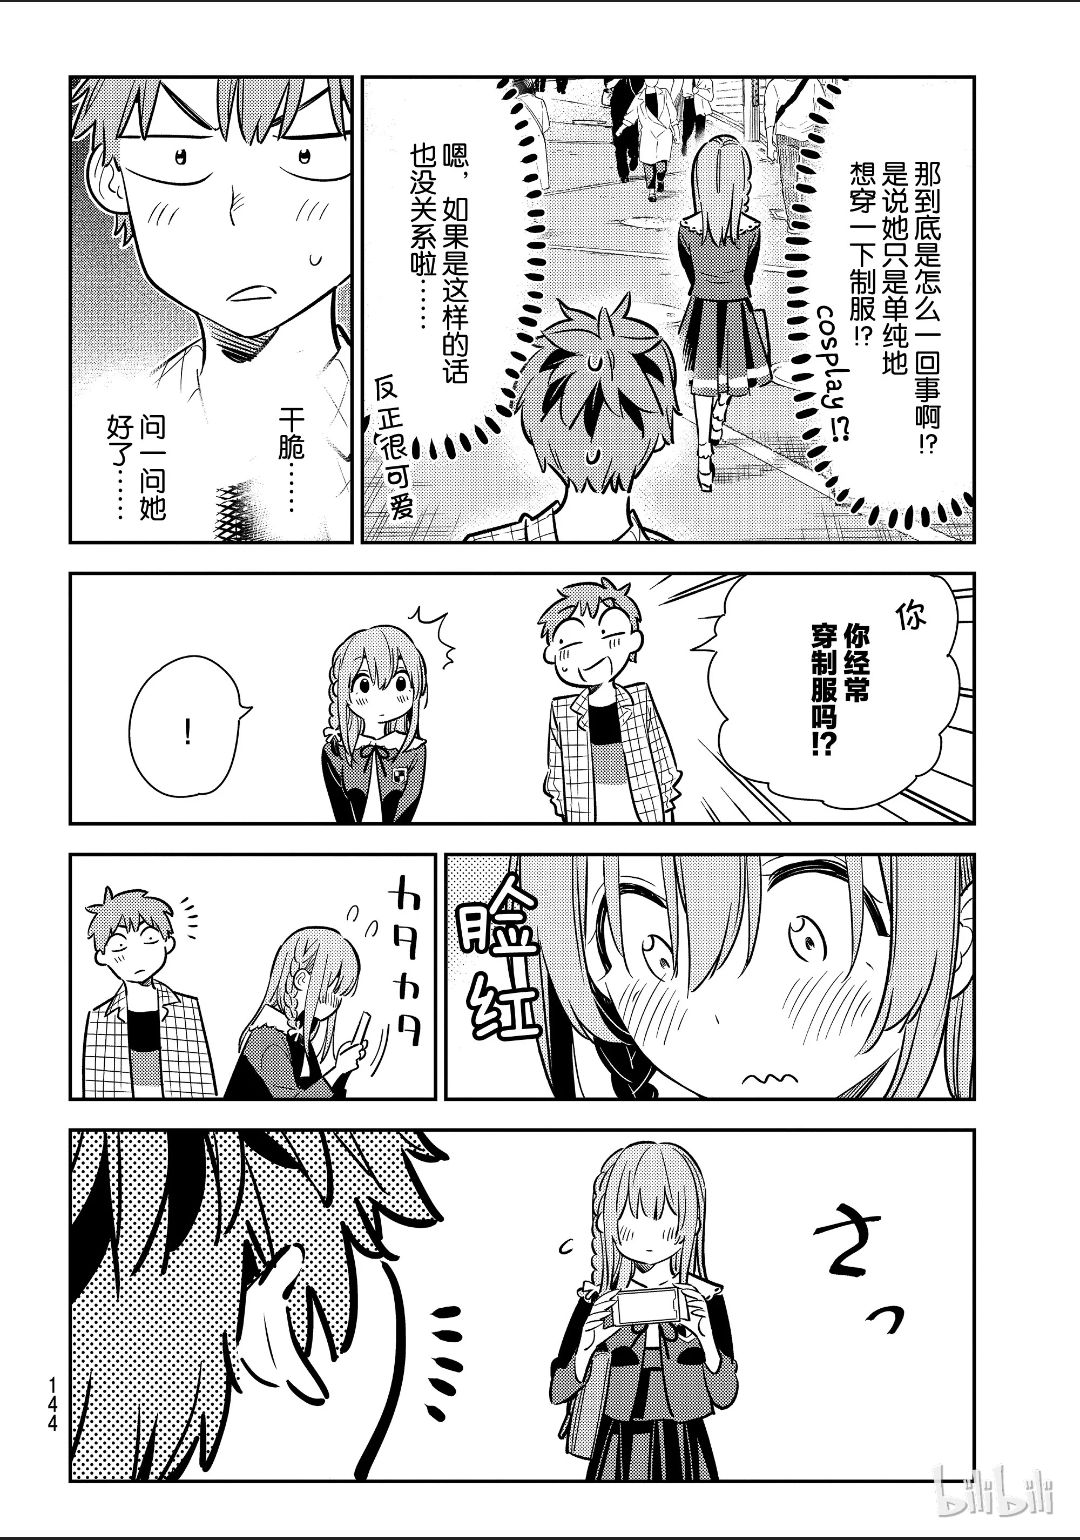 那到底是怎么一回事啊!?
是说她只是单纯地
想穿一下制服!?
cosplay!?
嗯，如果是这样的话
也没关系啦……
反正很可爱
干脆……
问一问她
好了……
你
你经常
穿制服吗!?
！
脸红
カタカタ
さっ
144
bilibili